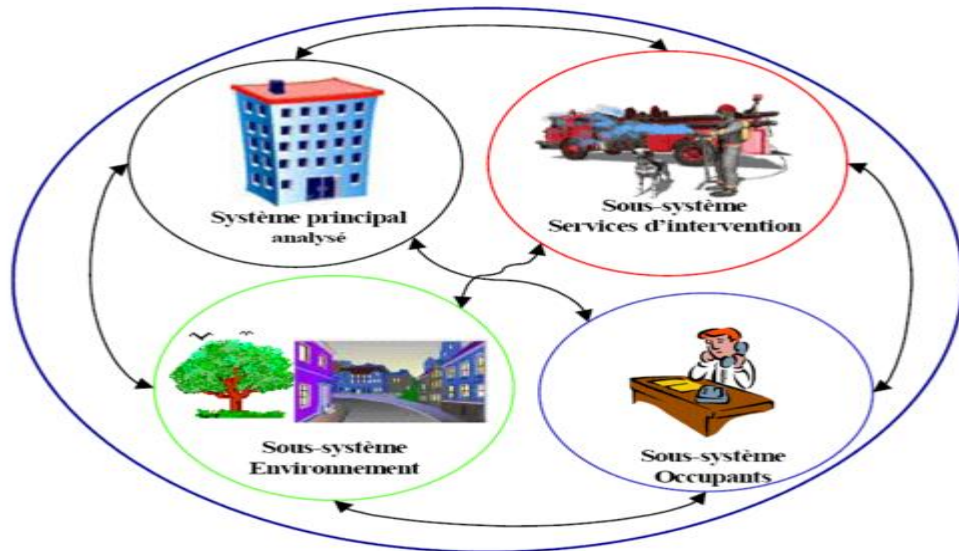 Système principal
analysé
Sous-système
Services d'intervention
Sous-système
Environnement
Sous-système
Occupants